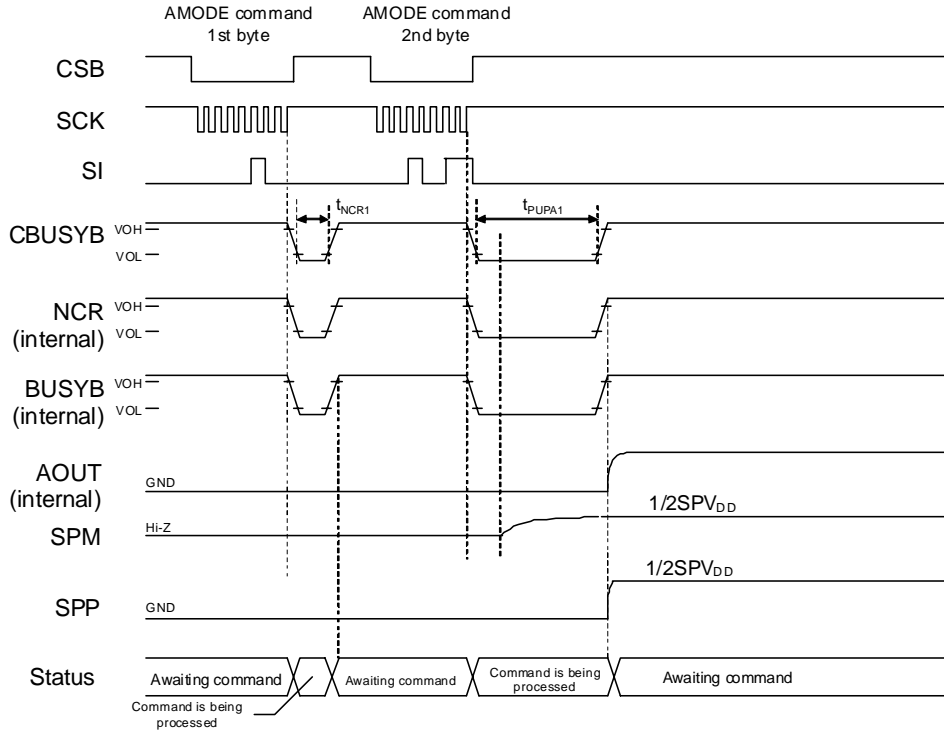 AMODE command
1st byte
AMODE command
2nd byte
CSB
SCK
SI
tNCR1
tPUPA1
CBUSYB
VOH
VOL
NCR
(internal)
VOH
VOL
BUSYB
(internal)
VOH
VOL
AOUT
(internal)
GND
SPM
Hi-Z
1/2SPVDD
SPP
GND
1/2SPVDD
Status
Awaiting command
Awaiting command
Command is being
processed
Awaiting command
Command is being
processed